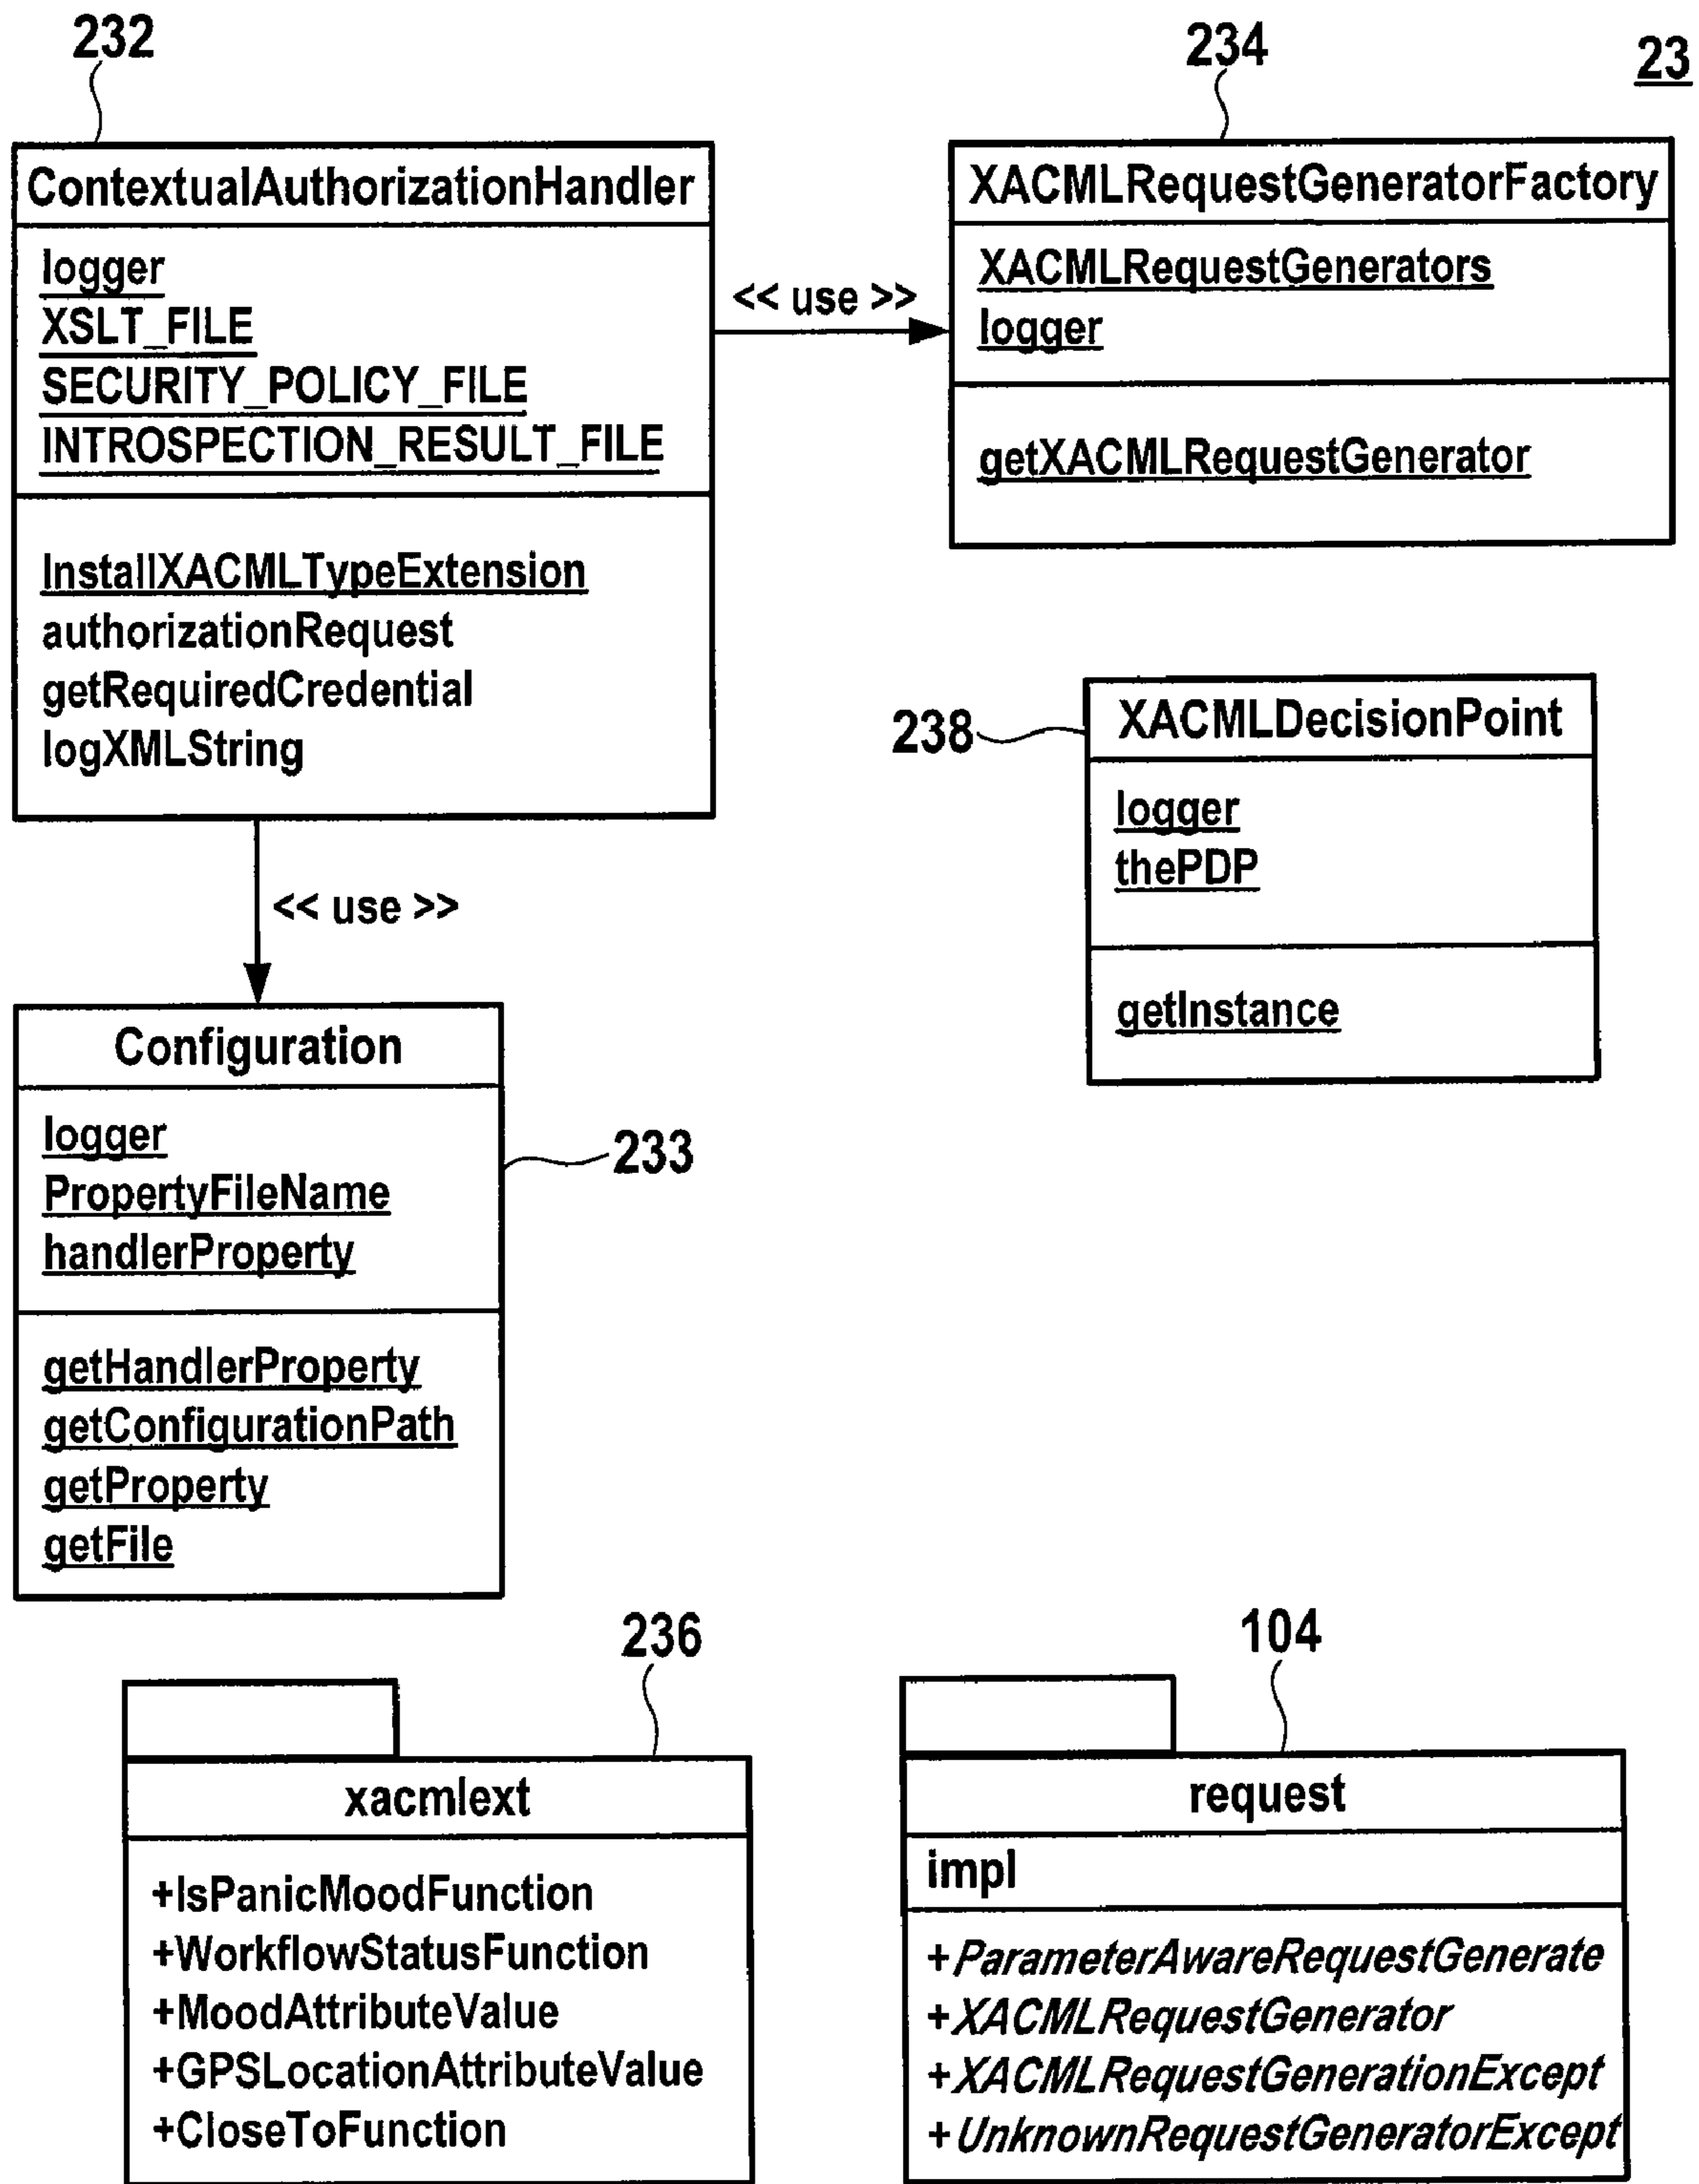 232
234
23
ContextualAuthorizationHandler
logger
XSLT_FILE
SECURITY_POLICY_FILE
INTROSPECTION_RESULT_FILE
InstallXACMLTypeExtension
authorizationRequest
getRequiredCredential
logXMLString
<< use >>
XACMLRequestGeneratorFactory
XACMLRequestGenerators
logger
getXACMLRequestGenerator
238
XACMLDecisionPoint
logger
thePDP
getInstance
<< use >>
Configuration
logger
PropertyFileName
handlerProperty
getHandlerProperty
getConfigurationPath
getProperty
getFile
233
236
xacmlext
+IsPanicMoodFunction
+WorkflowStatusFunction
+MoodAttributeValue
+GPSLocationAttributeValue
+CloseToFunction
104
request
impl
+ParameterAwareRequestGenerate
+XACMLRequestGenerator
+XACMLRequestGenerationExcept
+UnknownRequestGeneratorExcept